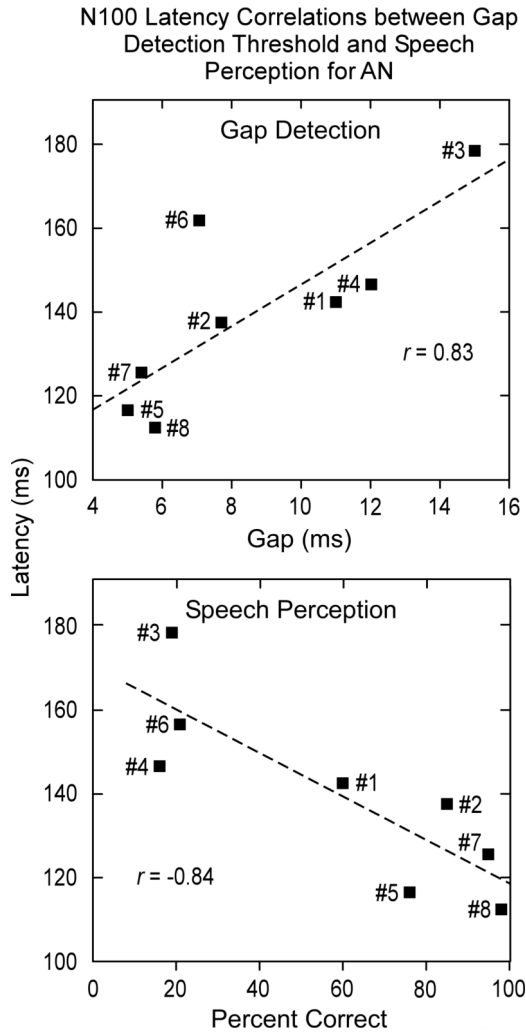 N100 Latency Correlations between Gap
Detection Threshold and Speech
Perception for AN
Gap Detection
180
#3
160
#6
#4
#1
140
#2
r = 0.83
#7
120
#5
#8
100
4 6 8 10 12 14 16
Gap (ms)
Latency (ms)
Speech Perception
180
#3
160
#6
#4
#1
140
#2
#7
r = -0.84
120
#5
#8
100
0 20 40 60 80 100
Percent Correct